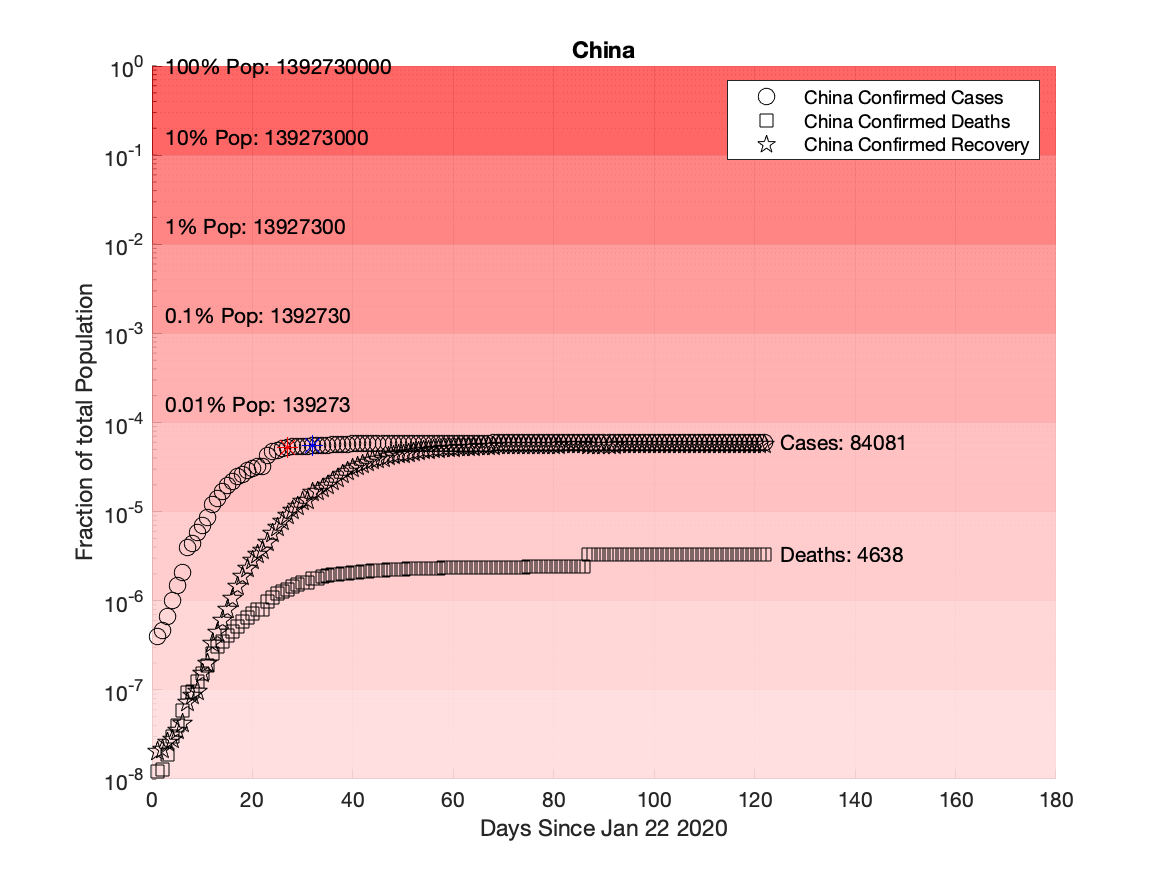 China
10^0
100% Pop: 1392730000
China Confirmed Cases
10% Pop: 139273000
China Confirmed Deaths
China Confirmed Recovery
10^-1
1% Pop: 13927300
10^-2
0.1% Pop: 1392730
10^-3
0.01% Pop: 139273
10^-4
Cases: 84081
10^-5
Deaths: 4638
10^-6
10^-7
10^-8
Fraction of total Population
0 20 40 60 80 100 120 140 160 180
Days Since Jan 22 2020